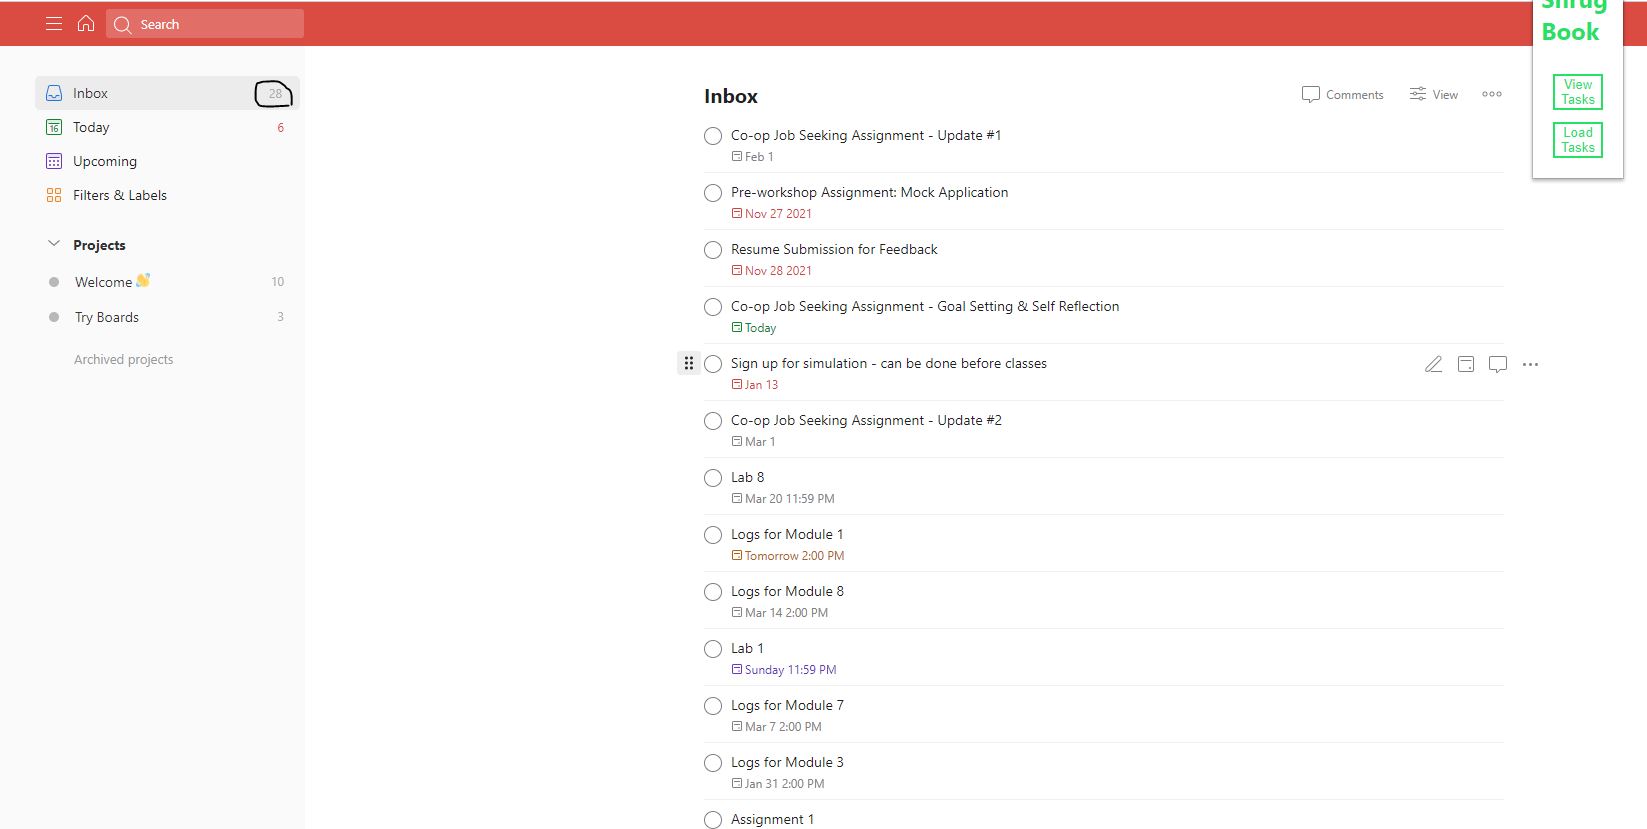 Search
Shrug
Book
View
Tasks
Load
Tasks
Inbox 28
Today 6
16
Upcoming
Filters & Labels
Projects
Welcome 10
Try Boards 3
Archived projects
Inbox
Comments View
Co-op Job Seeking Assignment - Update #1
Feb 1
Pre-workshop Assignment: Mock Application
Nov 27 2021
Resume Submission for Feedback
Nov 28 2021
Co-op Job Seeking Assignment - Goal Setting & Self Reflection
Today
Sign up for simulation - can be done before classes
Jan 13
Co-op Job Seeking Assignment - Update #2
Mar 1
Lab 8
Mar 20 11:59 PM
Logs for Module 1
Tomorrow 2:00 PM
Logs for Module 8
Mar 14 2:00 PM
Lab 1
Sunday 11:59 PM
Logs for Module 7
Mar 7 2:00 PM
Logs for Module 3
Jan 31 2:00 PM
Assignment 1